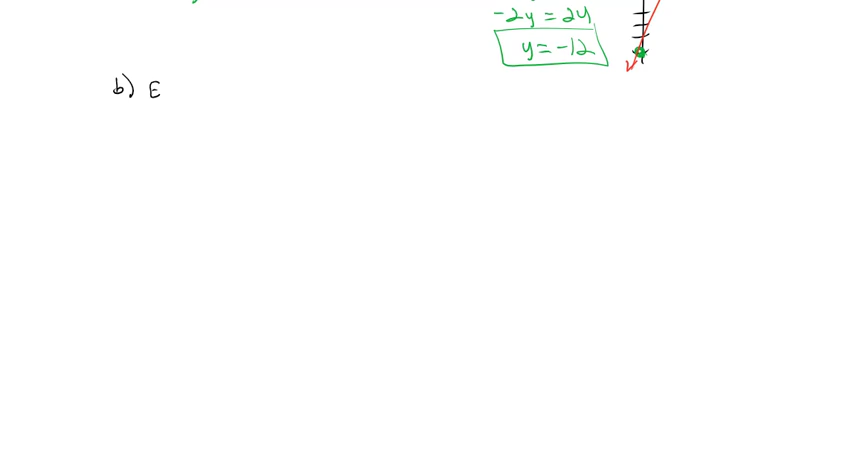 -2y = 24
y = -12
b) E